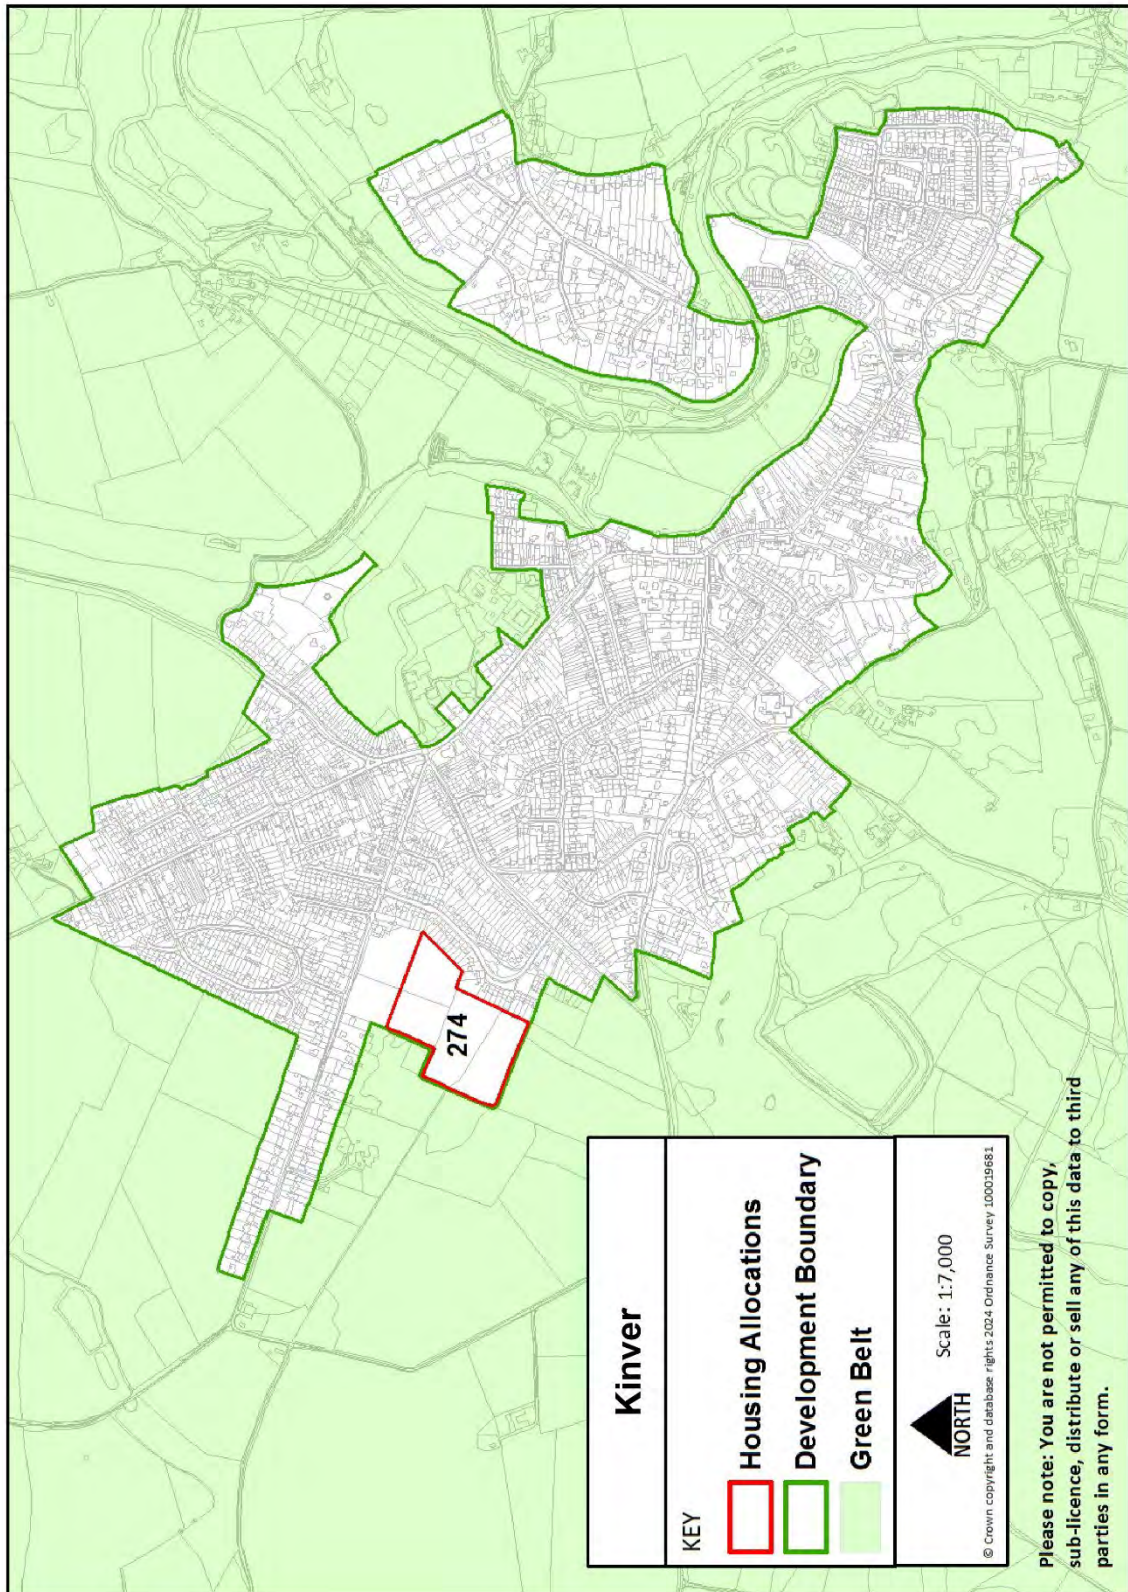 274
Kinver
KEY
Housing Allocations
Development Boundary
Green Belt
NORTH
Scale: 1:7,000
© Crown copyright and database rights 2024 Ordnance Survey 100019681
Please note: You are not permitted to copy,
sub-licence, distribute or sell any of this data to third
parties in any form.